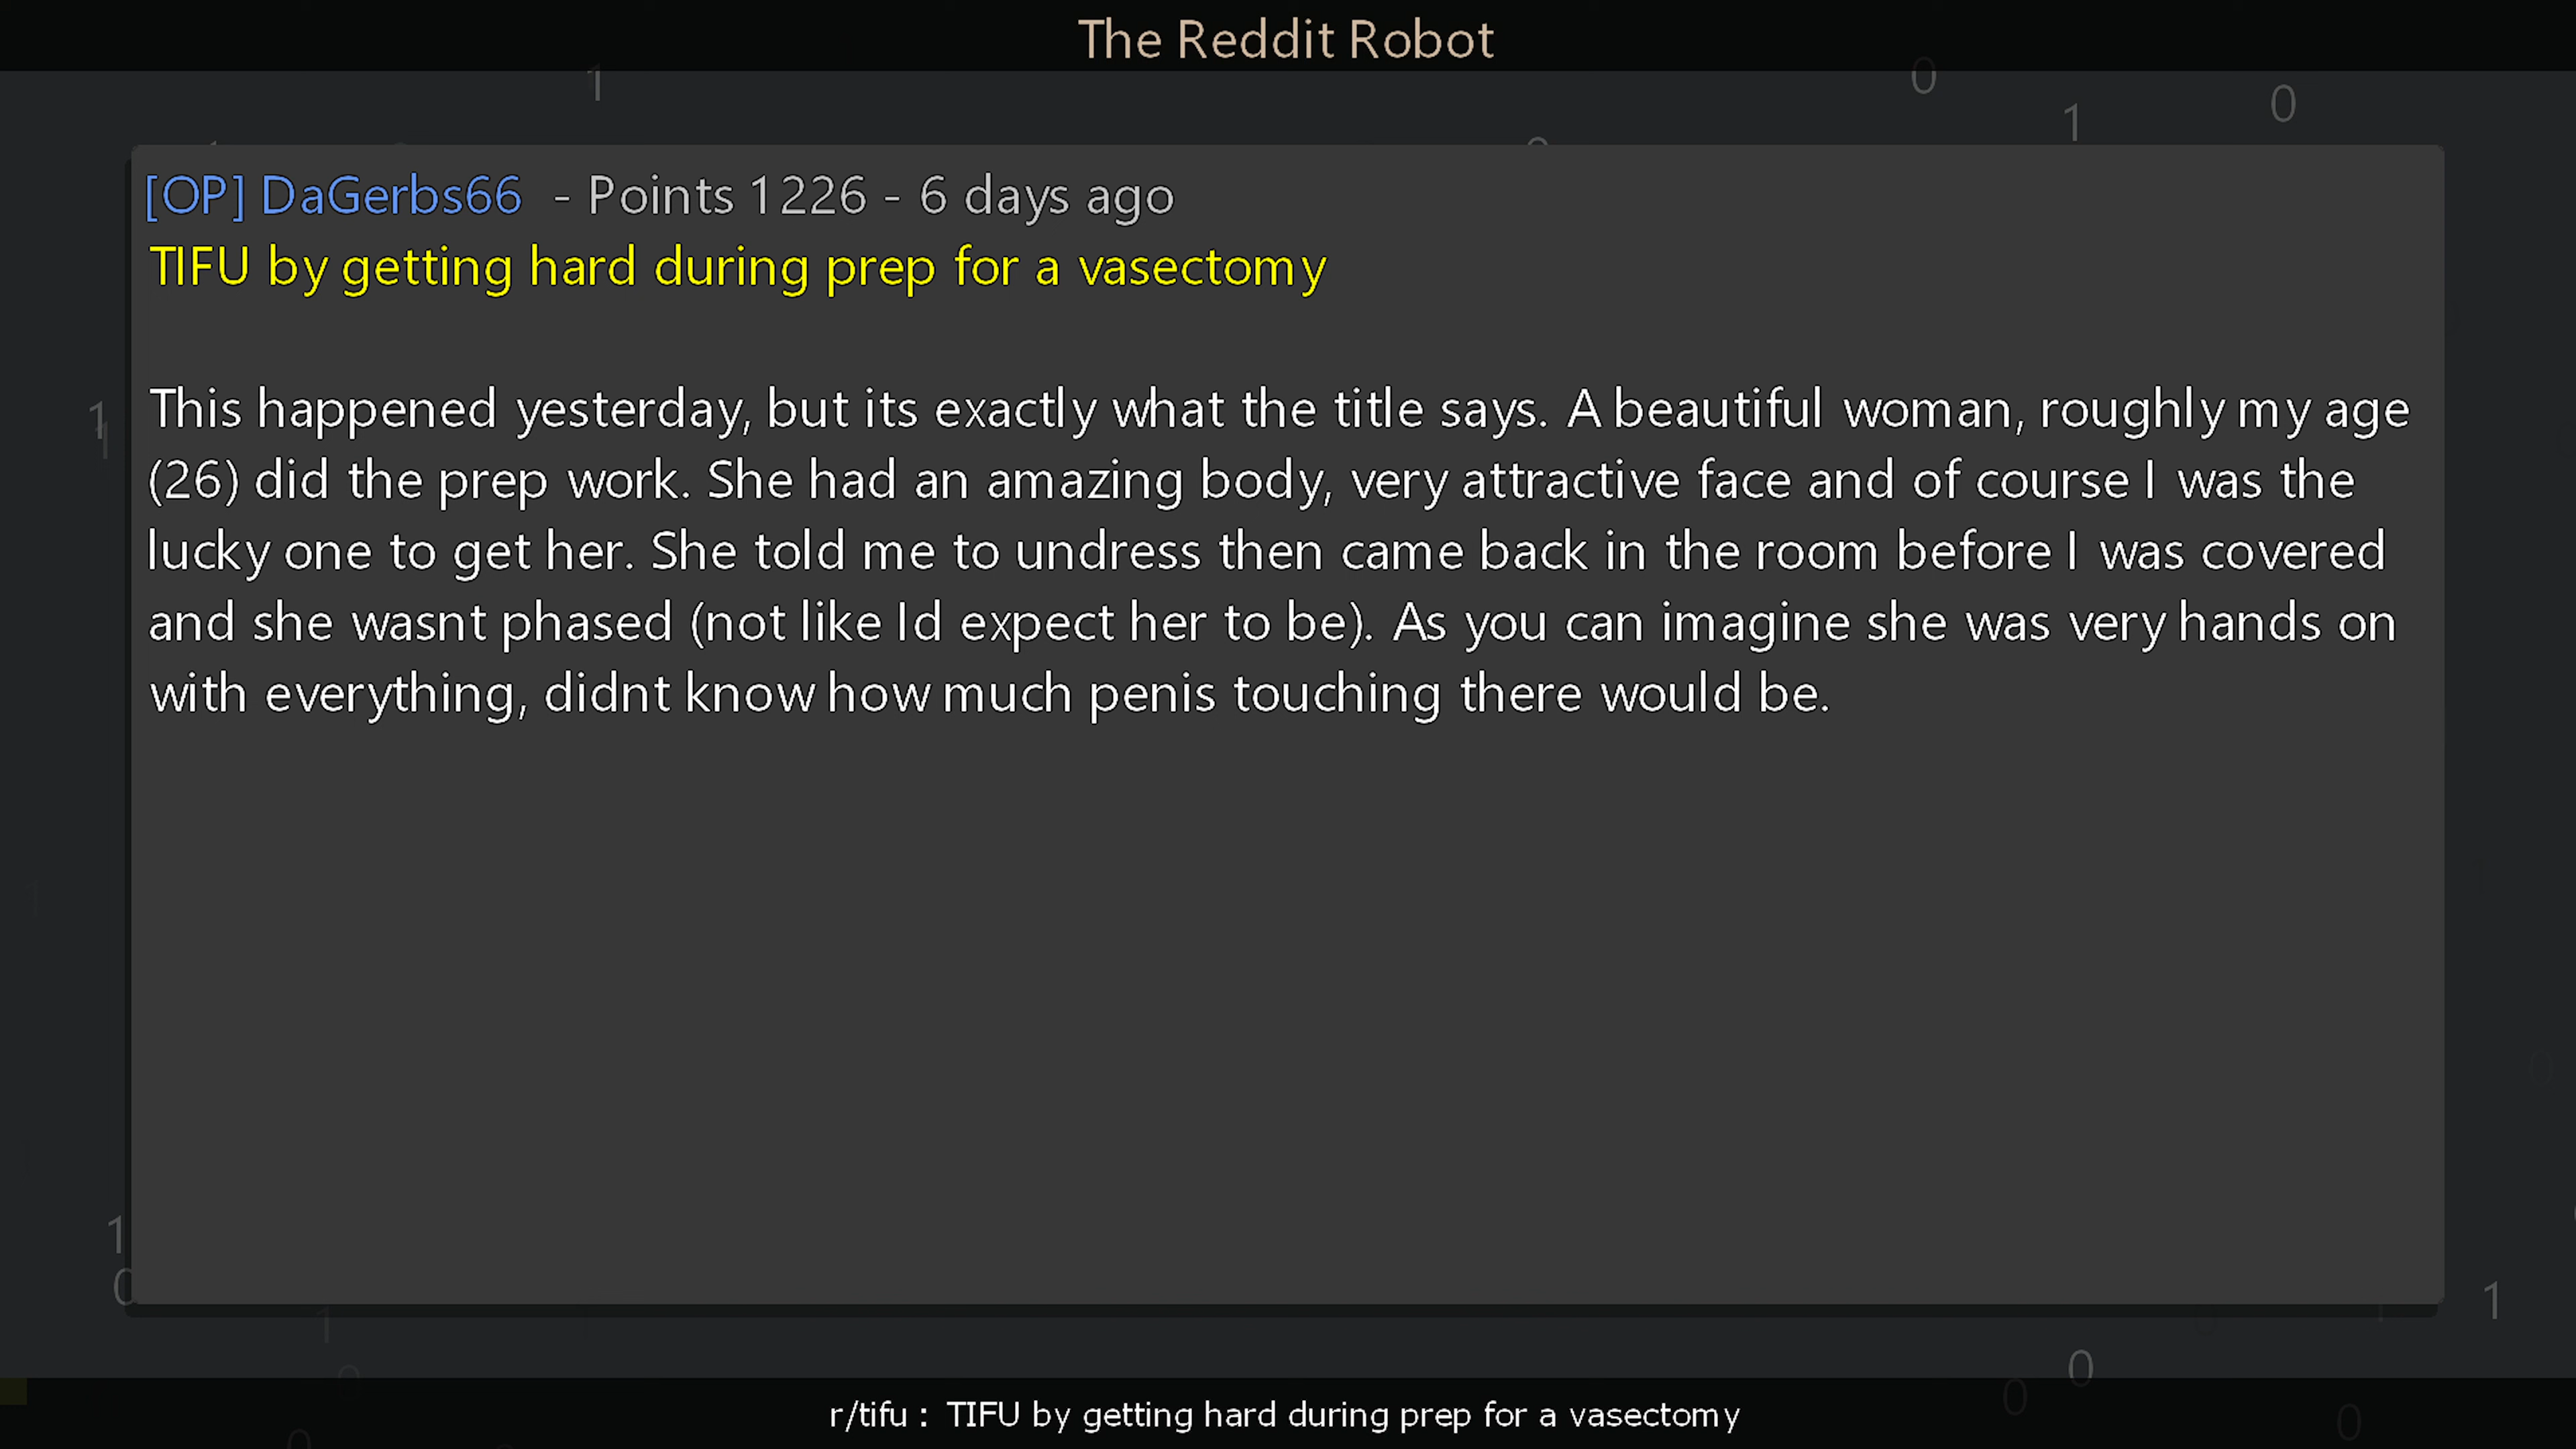 The Reddit Robot
[OP] DaGerbs66 - Points 1226 - 6 days ago
TIFU by getting hard during prep for a vasectomy
This happened yesterday, but its exactly what the title says. A beautiful woman, roughly my age
(26) did the prep work. She had an amazing body, very attractive face and of course I was the
lucky one to get her. She told me to undress then came back in the room before I was covered
and she wasnt phased (not like Id expect her to be). As you can imagine she was very hands on
with everything, didnt know how much penis touching there would be.
r/tifu : TIFU by getting hard during prep for a vasectomy